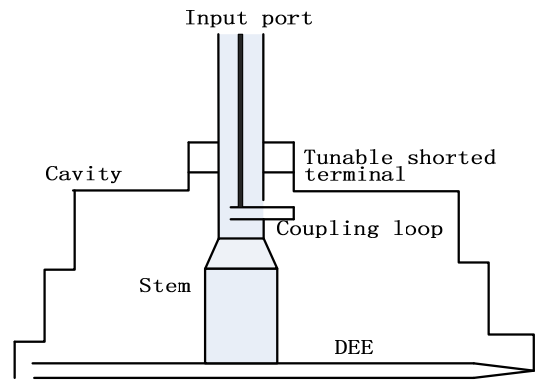 Input port
Cavity
Tunable shorted
terminal
Coupling loop
Stem
DEE